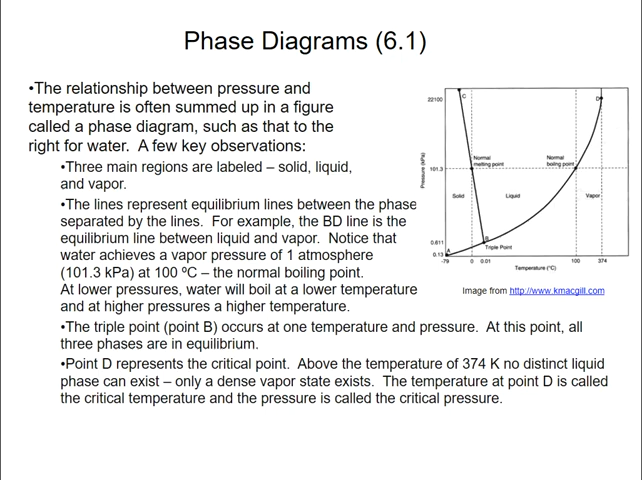 Phase Diagrams (6.1)
•The relationship between pressure and
temperature is often summed up in a figure
called a phase diagram, such as that to the
right for water.  A few key observations:
•Three main regions are labeled – solid, liquid,
and vapor.
•The lines represent equilibrium lines between the phase
separated by the lines.  For example, the BD line is the
equilibrium line between liquid and vapor.  Notice that
water achieves a vapor pressure of 1 atmosphere
(101.3 kPa) at 100 ºC – the normal boiling point.
At lower pressures, water will boil at a lower temperature
and at higher pressures a higher temperature.
•The triple point (point B) occurs at one temperature and pressure.  At this point, all
three phases are in equilibrium.
•Point D represents the critical point.  Above the temperature of 374 K no distinct liquid
phase can exist – only a dense vapor state exists.  The temperature at point D is called
the critical temperature and the pressure is called the critical pressure.
C
D
22100
Pressure (kPa)
Normal
melting point
Normal
boiling point
101.3
Solid
Liquid
Vapor
0.611
B
Triple Point
0.13
A
-79 0 0.01 100 374
Temperature (°C)
Image from http://www.kmacgill.com